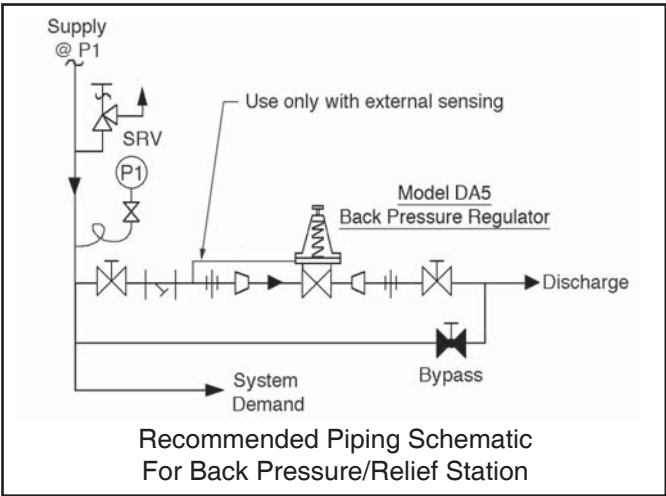 Supply
@ P1
SRV
P1
Use only with external sensing
Model DA5
Back Pressure Regulator
Discharge
Bypass
System
Demand
Recommended Piping Schematic
For Back Pressure/Relief Station